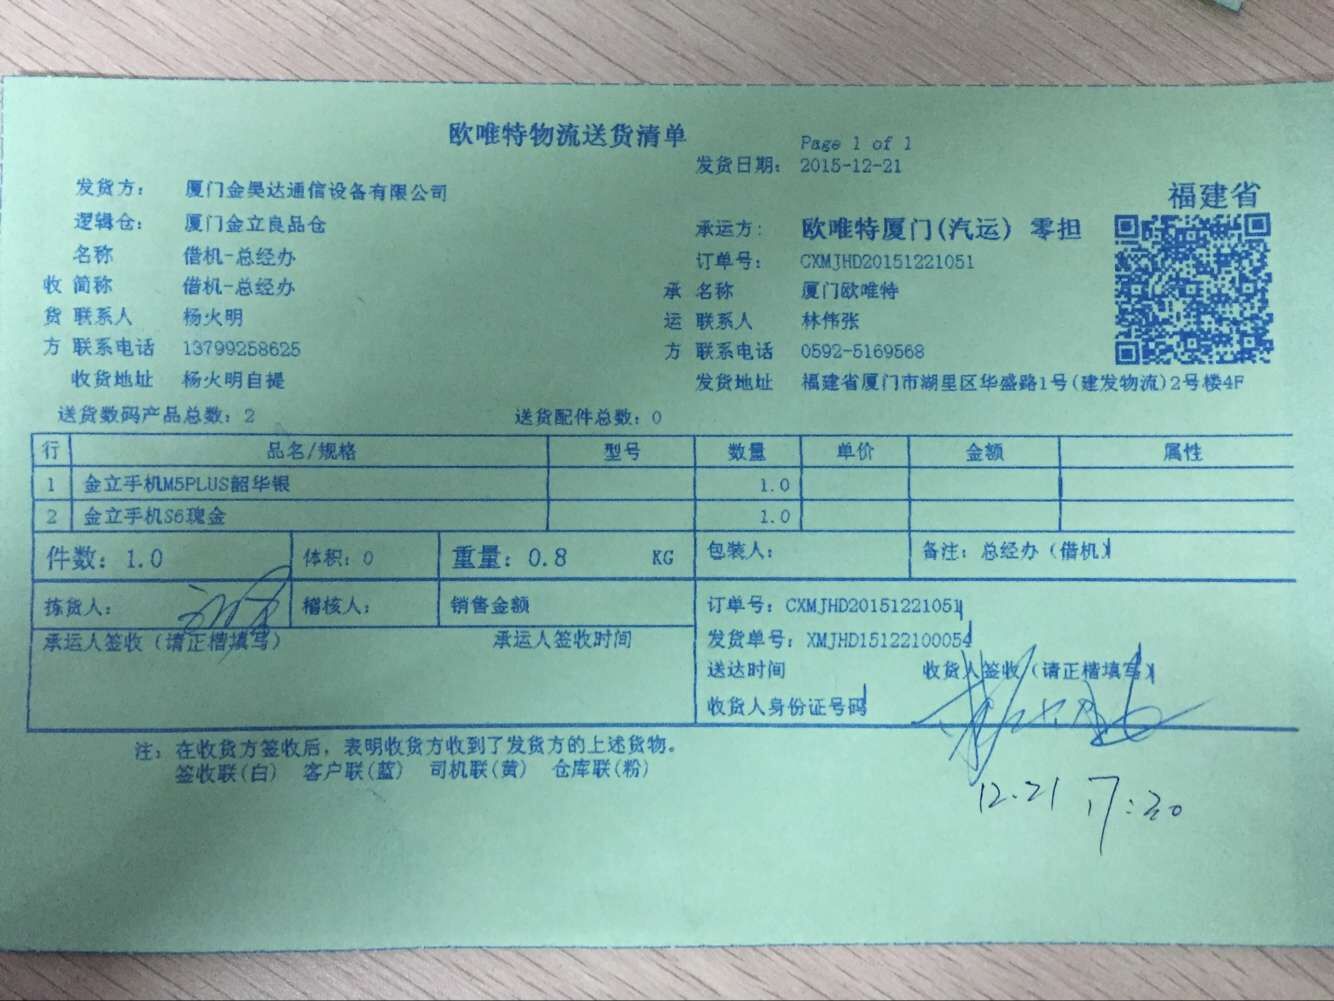 欧唯特物流送货清单
Page 1 of 1
发货日期: 2015-12-21
福建省
发货方: 厦门金昊达通信设备有限公司
逻辑仓: 厦门金立良品仓
承运方: 欧唯特厦门(汽运) 零担
名称 借机-总经办
订单号: CXMJHD20151221051
收 简称 借机-总经办
承 名称 厦门欧唯特
货 联系人 杨火明
运 联系人 林伟张
方 联系电话 13799258625
方 联系电话 0592-5169568
收货地址 杨火明自提
发货地址 福建省厦门市湖里区华盛路1号(建发物流)2号楼4F
送货数码产品总数: 2 送货配件总数: 0
行 品名/规格 型号 数量 单价 金额 属性
1 金立手机M5PLUS韶华银 1.0
2 金立手机S6瑰金 1.0
件数: 1.0 体积: 0 重量: 0.8 KG 包装人: 备注: 总经办 (借机)
拣货人: 稽核人: 销售金额 订单号: CXMJHD20151221051
承运人签收 (请正楷填写) 承运人签收时间 发货单号: XMJHD15122100054
送达时间 收货人签收 (请正楷填写)
收货人身份证号码
注: 在收货方签收后, 表明收货方收到了发货方的上述货物。
签收联(白) 客户联(蓝) 司机联(黄) 仓库联(粉)
12.21 17:20